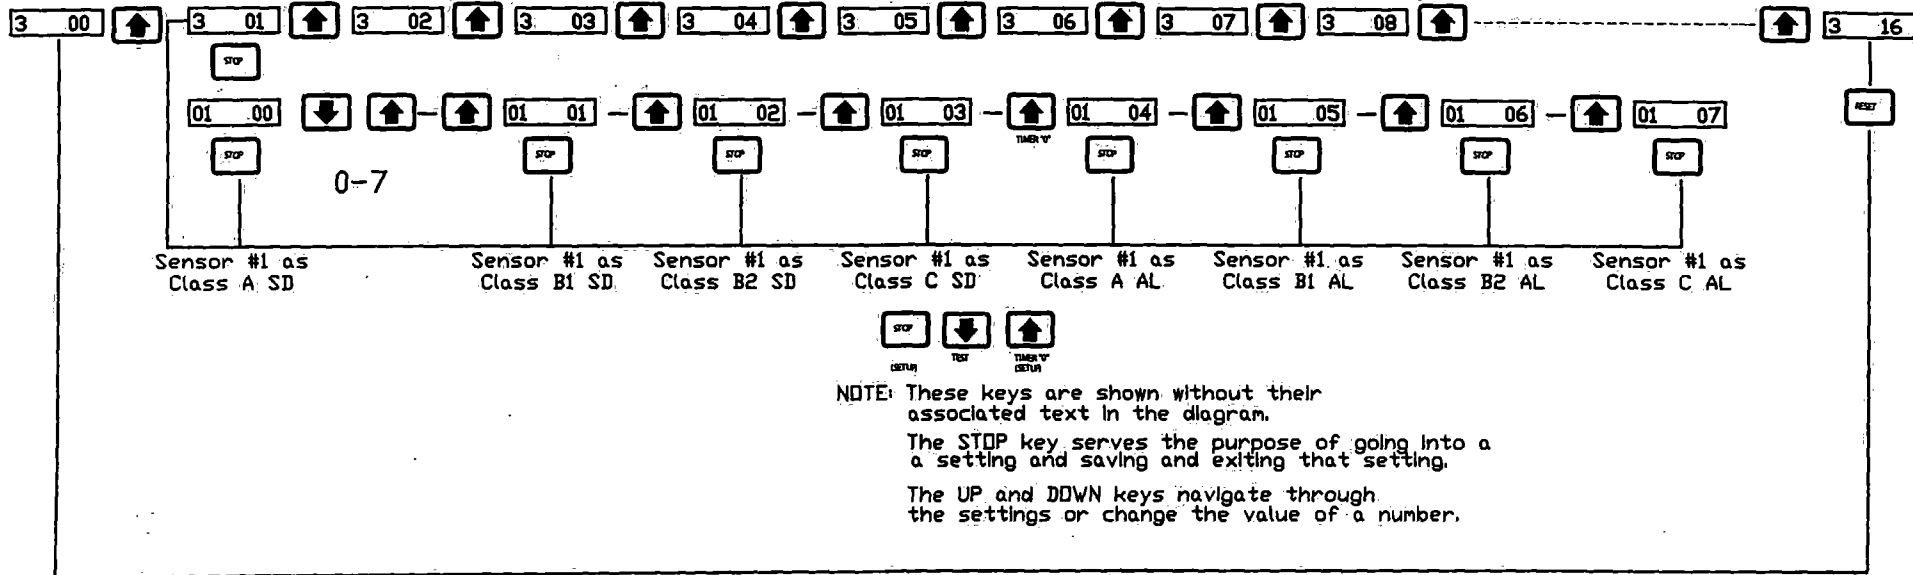 3 00 3 01 3 02 3 03 3 04 3 05 3 06 3 07 3 08 3 16
STOP
01 00 01 01 01 02 01 03 01 04 01 05 01 06 01 07 RESET
TIMER "0"
STOP STOP STOP STOP STOP STOP STOP STOP
0-7
Sensor #1 as Class A SD
Sensor #1 as Class B1 SD
Sensor #1 as Class B2 SD
Sensor #1 as Class C SD
Sensor #1 as Class A AL
Sensor #1 as Class B1 AL
Sensor #1 as Class B2 AL
Sensor #1 as Class C AL
STOP
(SETUP) TEST TIMER "0" (SETUP)
NOTE: These keys are shown without their
associated text in the diagram.
The STOP key serves the purpose of going into a
a setting and saving and exiting that setting.
The UP and DOWN keys navigate through
the settings or change the value of a number.